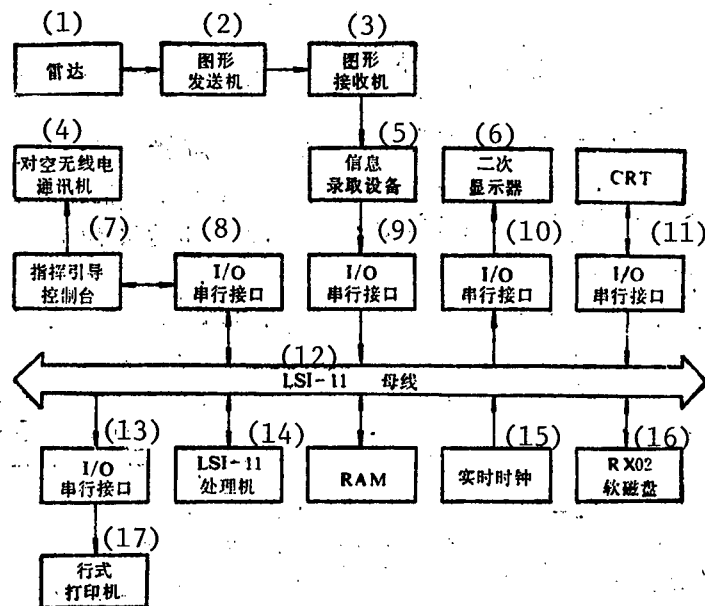 (1)
(2)
(3)
雷达
图形
发送机
图形
接收机
(4)
(5)
(6)
对空无线电
通讯机
信息
录取设备
二次
显示器
CRT
(7)
(8)
(9)
(10)
(11)
指挥引导
控制台
I/O
串行接口
I/O
串行接口
I/O
串行接口
I/O
串行接口
(12)
LSI-11 母线
(13)
(14)
(15)
(16)
I/O
串行接口
LSI-11
处理机
RAM
实时时钟
RX02
软磁盘
(17)
行式
打印机